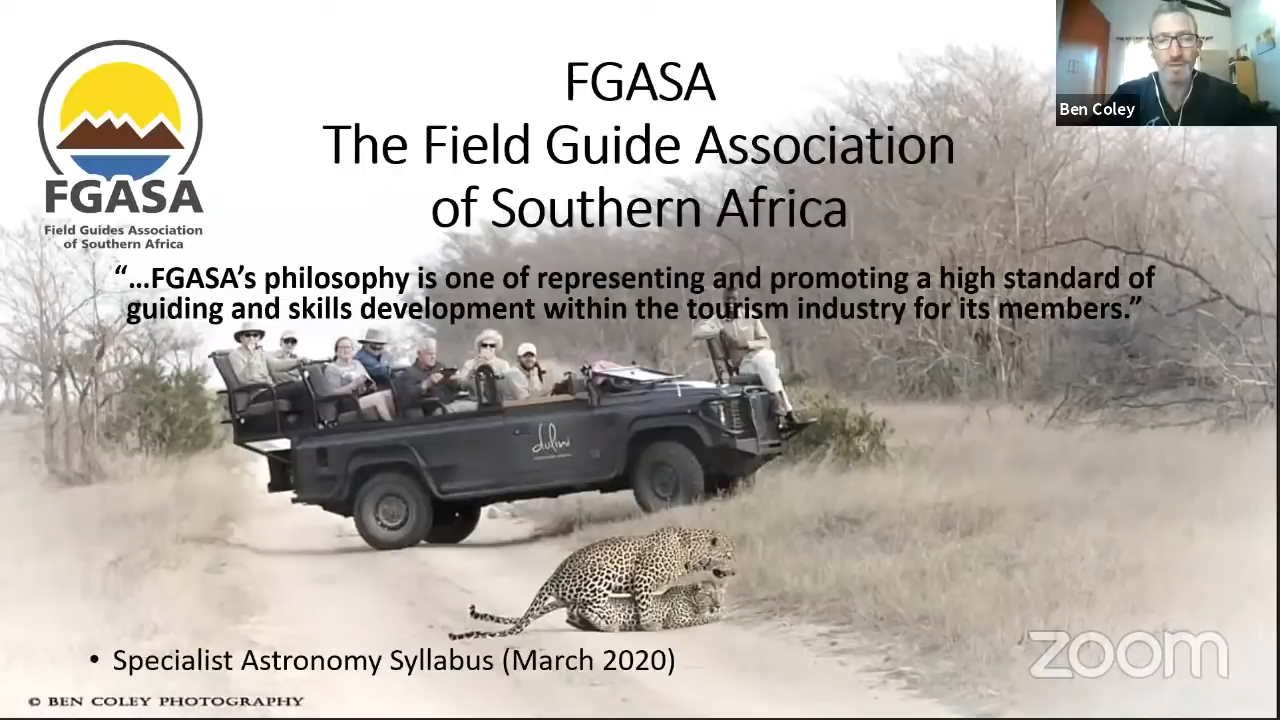 FGASA
The Field Guide Association
of Southern Africa
Ben Coley
FGASA
Field Guides Association
of Southern Africa
“...FGASA’s philosophy is one of representing and promoting a high standard of
guiding and skills development within the tourism industry for its members.”
dulini
• Specialist Astronomy Syllabus (March 2020)
zoom
© BEN COLEY PHOTOGRAPHY